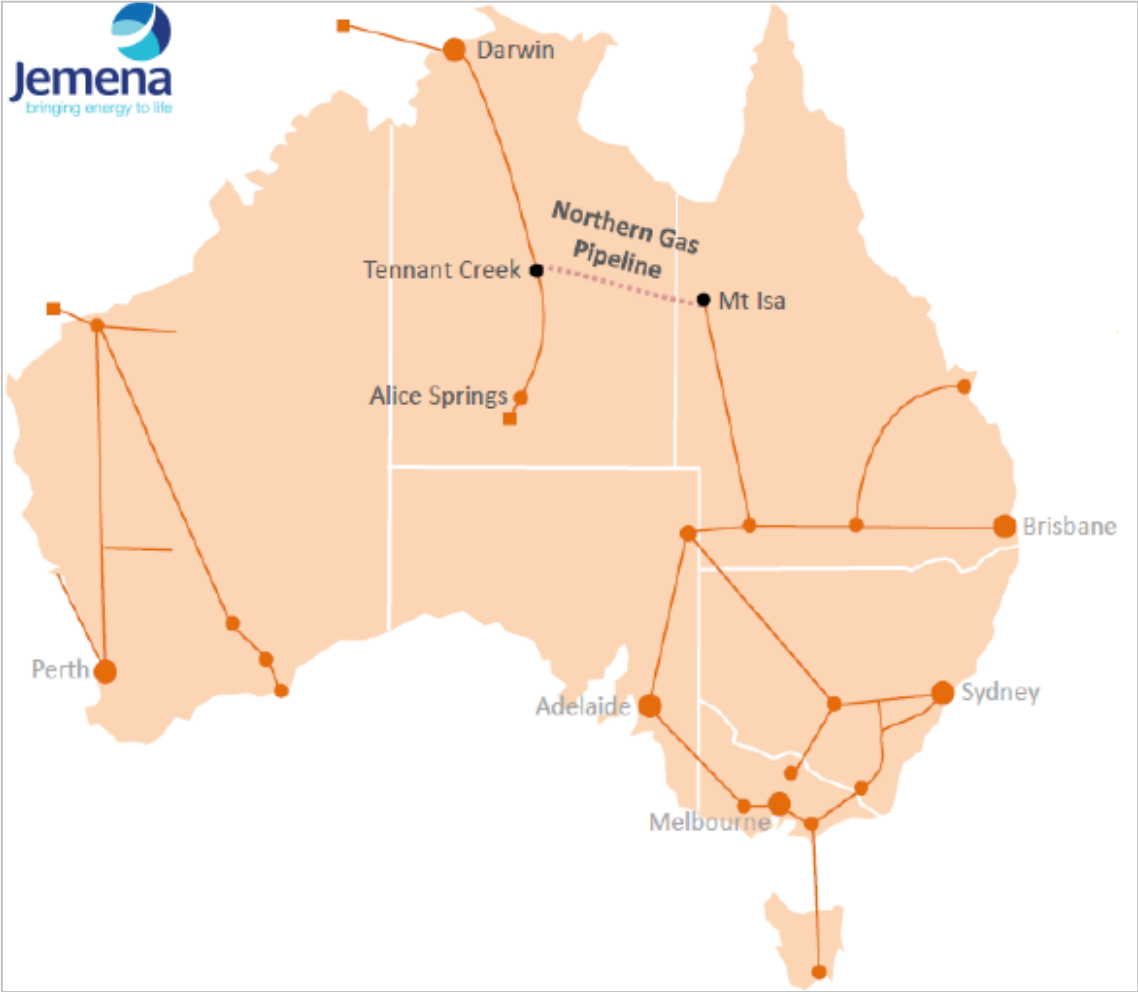 Jemena
bringing energy to life
Darwin
Northern Gas
Pipeline
Tennant Creek
Mt Isa
Alice Springs
Brisbane
Perth
Adelaide
Sydney
Melbourne